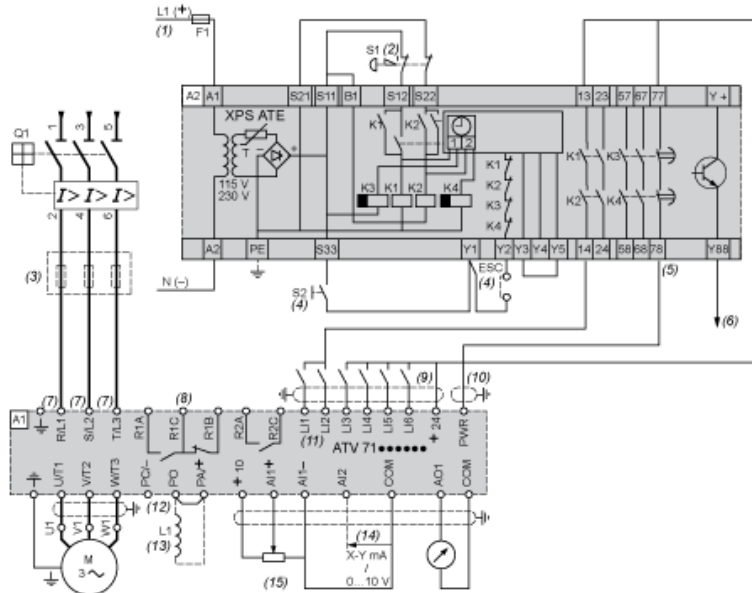 L1 (+)
(1)
F1
S1 (2)
A2 A1 S21 S11 B1 S12 S22 13 23 57 67 77 Y +
XPS ATE
T
+
115 V
230 V
K1 K2
1 2
K3 K1 K2 K4
K1
K2
K3
K4
K1 K3
K2 K4
A2 PE S33 Y1 Y2 Y3 Y4 Y5 14 24 58 68 78 Y88
Q1
1 3 5
I> I> I>
2 4 6
(3)
N (–)
S2
(4)
ESC
(4)
(5)
(6)
(7) (7) (7) (8) (9) (10)
A1
R/L1 S/L2 T/L3 R1A R1C R1B R2A R2C LI1 LI2 LI3 LI4 LI5 LI6 + 24 PWR
(11)
ATV 71••••••
U/T1 V/T2 W/T3 PC/– PO PA/+ + 10 AI1+ AI1– AI2 COM AO1 COM
(12)
U1 V1 W1
L1
(13)
(14)
X-Y mA
/
0...10 V
(15)
M
3 ~